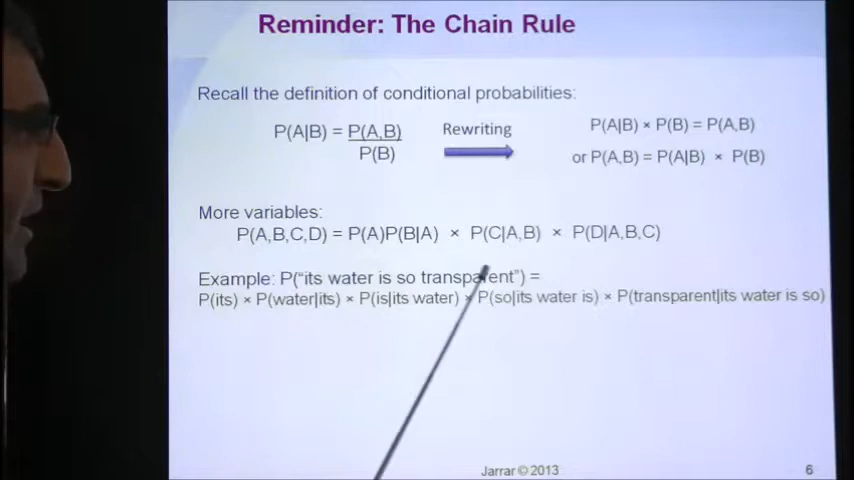 Reminder: The Chain Rule
Recall the definition of conditional probabilities:
P(A|B) = P(A,B)
P(B)
Rewriting
P(A|B) × P(B) = P(A,B)
or P(A,B) = P(A|B) × P(B)
More variables:
P(A,B,C,D) = P(A)P(B|A) × P(C|A,B) × P(D|A,B,C)
Example: P(“its water is so transparent”) =
P(its) × P(water|its) × P(is|its water) × P(so|its water is) × P(transparent|its water is so)
Jarrar © 2013
6